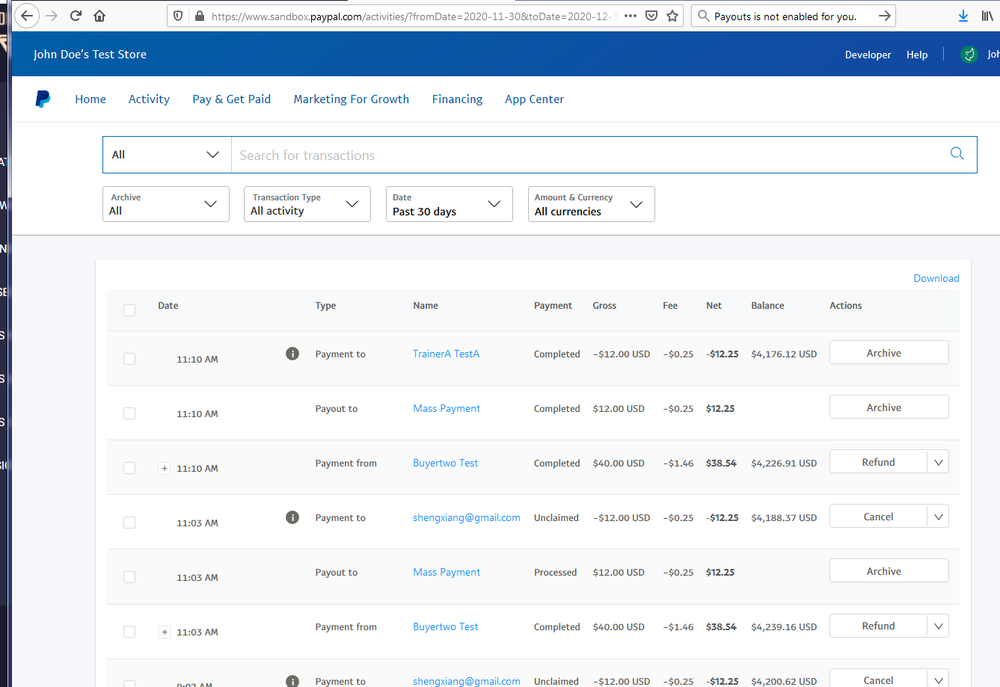 https://www.sandbox.paypal.com/activities/?fromDate=2020-11-30&toDate=2020-12-3
Payouts is not enabled for you.
John Doe's Test Store
Developer Help Joh
Home Activity Pay & Get Paid Marketing For Growth Financing App Center
All Search for transactions
Archive Transaction Type Date Amount & Currency
All All activity Past 30 days All currencies
Download
Date Type Name Payment Gross Fee Net Balance Actions
11:10 AM i Payment to TrainerA TestA Completed -$12.00 USD -$0.25 -$12.25 $4,176.12 USD Archive
11:10 AM Payout to Mass Payment Completed $12.00 USD -$0.25 $12.25 Archive
+ 11:10 AM Payment from Buyertwo Test Completed $40.00 USD -$1.46 $38.54 $4,226.91 USD Refund
11:03 AM i Payment to shengxiang@gmail.com Unclaimed -$12.00 USD -$0.25 -$12.25 $4,188.37 USD Cancel
11:03 AM Payout to Mass Payment Processed $12.00 USD -$0.25 $12.25 Archive
+ 11:03 AM Payment from Buyertwo Test Completed $40.00 USD -$1.46 $38.54 $4,239.16 USD Refund
9:02 AM i Payment to shengxiang@gmail.com Unclaimed -$12.00 USD -$0.25 -$12.25 $4,200.62 USD Cancel